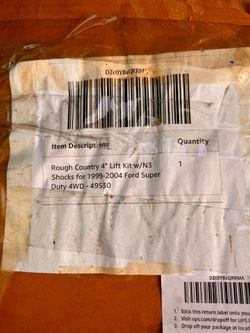 DZc0YBsQRRMA
Item Description Quantity
Rough Country 4" Lift Kit w/N3 1
Shocks for 1999-2004 Ford Super
Duty 4WD - 49530
DZc0YBsQRRMA
1. Stick this return label onto your
2. Visit ups.com/dropoff for UPS
3. Drop off your package at